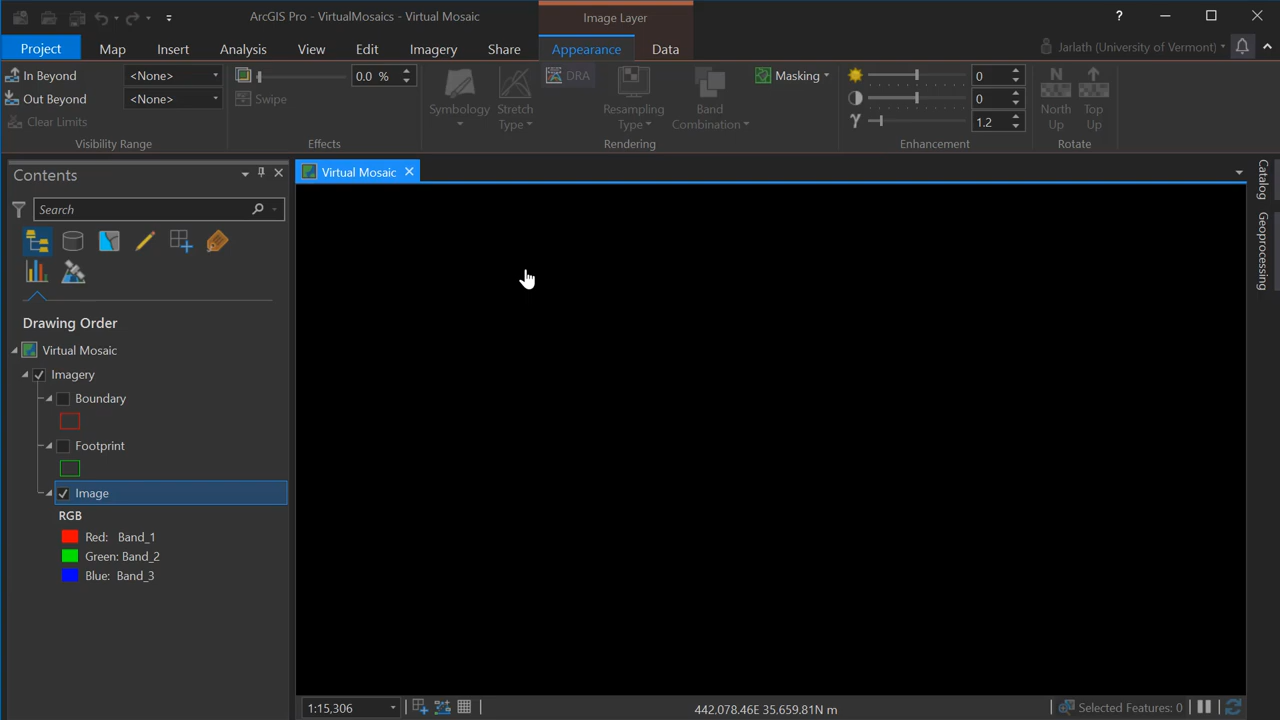 ArcGIS Pro - VirtualMosaics - Virtual Mosaic
Image Layer
?
Project
Map
Insert
Analysis
View
Edit
Imagery
Share
Appearance
Data
Jarlath (University of Vermont)
In Beyond
<None>
Out Beyond
<None>
Clear Limits
Visibility Range
0.0 %
Swipe
Effects
Symbology
Stretch
Type
DRA
Resampling
Type
Band
Combination
Rendering
Masking
0
0
γ
1.2
Enhancement
N
North
Up
Top
Up
Rotate
Contents
Virtual Mosaic
Search
Catalog
Geoprocessing
Drawing Order
Virtual Mosaic
Imagery
Boundary
Footprint
Image
RGB
Red: Band_1
Green: Band_2
Blue: Band_3
1:15,306
442,078.46E 35,659.81N m
Selected Features: 0